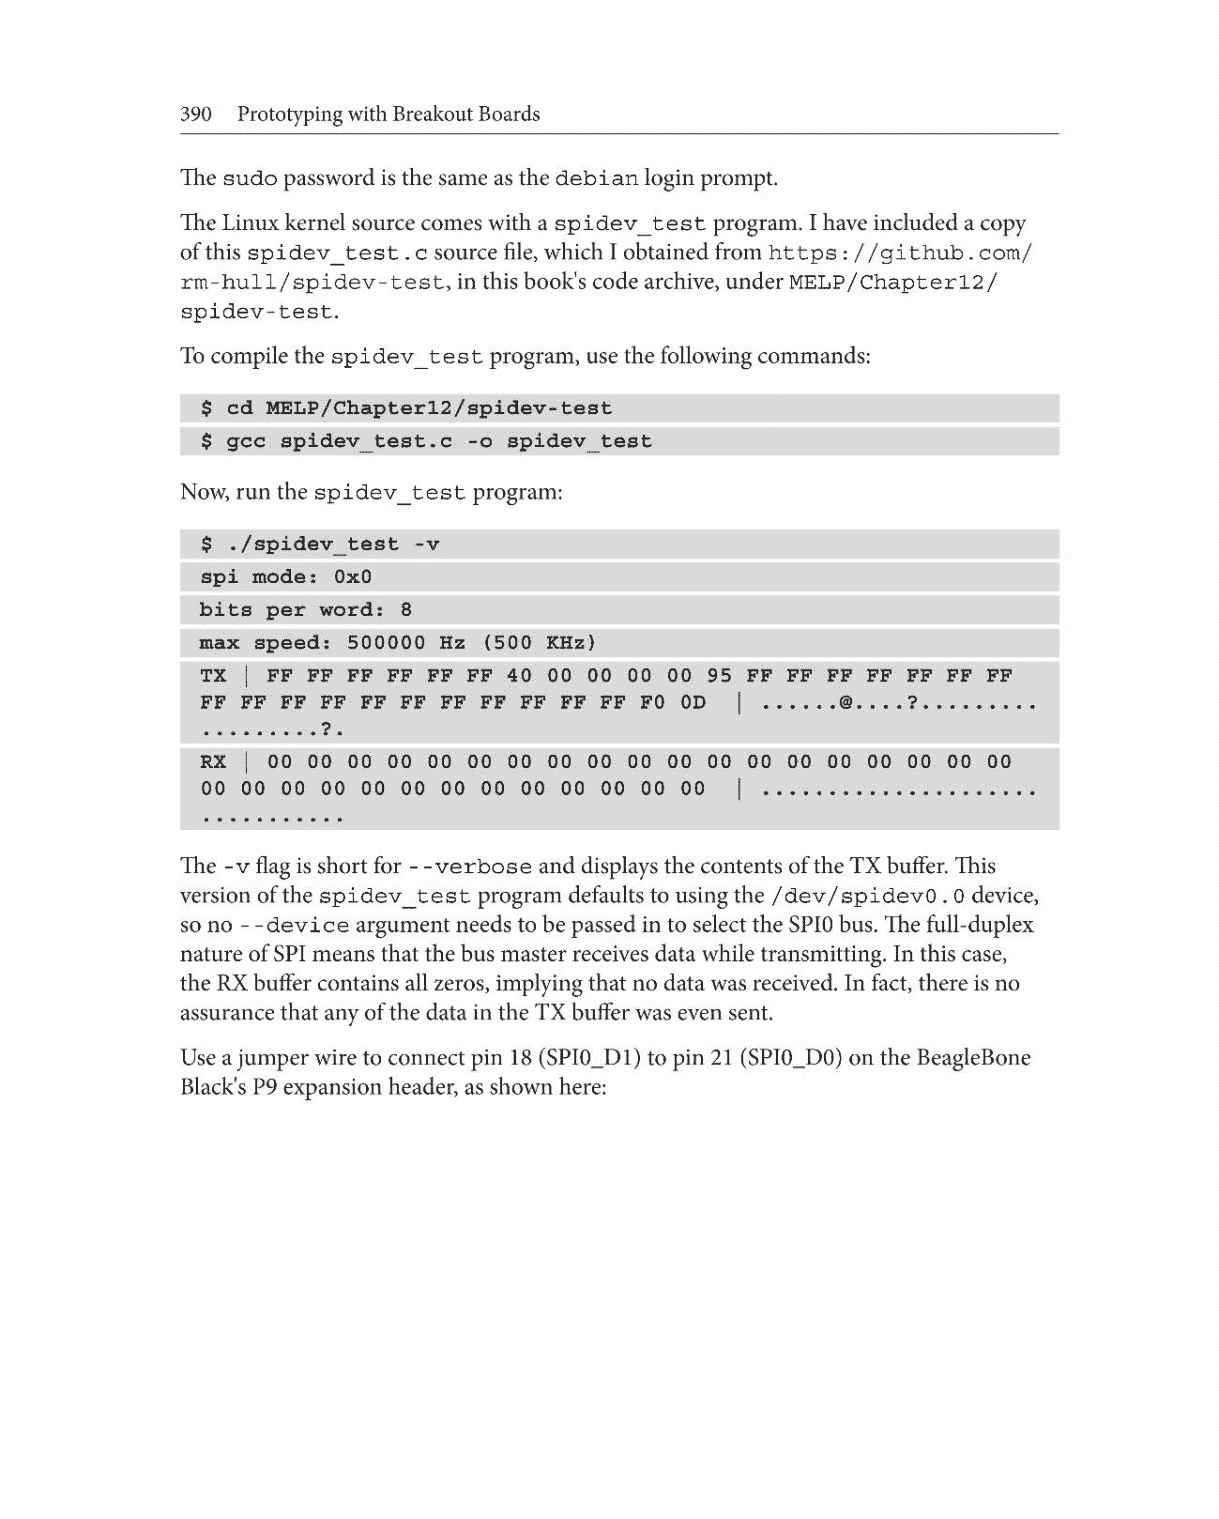 390 Prototyping with Breakout Boards
The sudo password is the same as the debian login prompt.
The Linux kernel source comes with a spidev_test program. I have included a copy
of this spidev_test.c source file, which I obtained from https://github.com/
rm-hull/spidev-test, in this book's code archive, under MELP/Chapter12/
spidev-test.
To compile the spidev_test program, use the following commands:
$ cd MELP/Chapter12/spidev-test
$ gcc spidev_test.c -o spidev_test
Now, run the spidev_test program:
$ ./spidev_test -v
spi mode: 0x0
bits per word: 8
max speed: 500000 Hz (500 KHz)
TX | FF FF FF FF FF FF 40 00 00 00 00 95 FF FF FF FF FF FF FF
FF FF FF FF FF FF FF FF FF FF FF F0 0D | ......@....?.........
.........?.
RX | 00 00 00 00 00 00 00 00 00 00 00 00 00 00 00 00 00 00 00
00 00 00 00 00 00 00 00 00 00 00 00 00 | .....................
...........
The -v flag is short for --verbose and displays the contents of the TX buffer. This
version of the spidev_test program defaults to using the /dev/spidev0.0 device,
so no --device argument needs to be passed in to select the SPI0 bus. The full-duplex
nature of SPI means that the bus master receives data while transmitting. In this case,
the RX buffer contains all zeros, implying that no data was received. In fact, there is no
assurance that any of the data in the TX buffer was even sent.
Use a jumper wire to connect pin 18 (SPI0_D1) to pin 21 (SPI0_D0) on the BeagleBone
Black's P9 expansion header, as shown here: